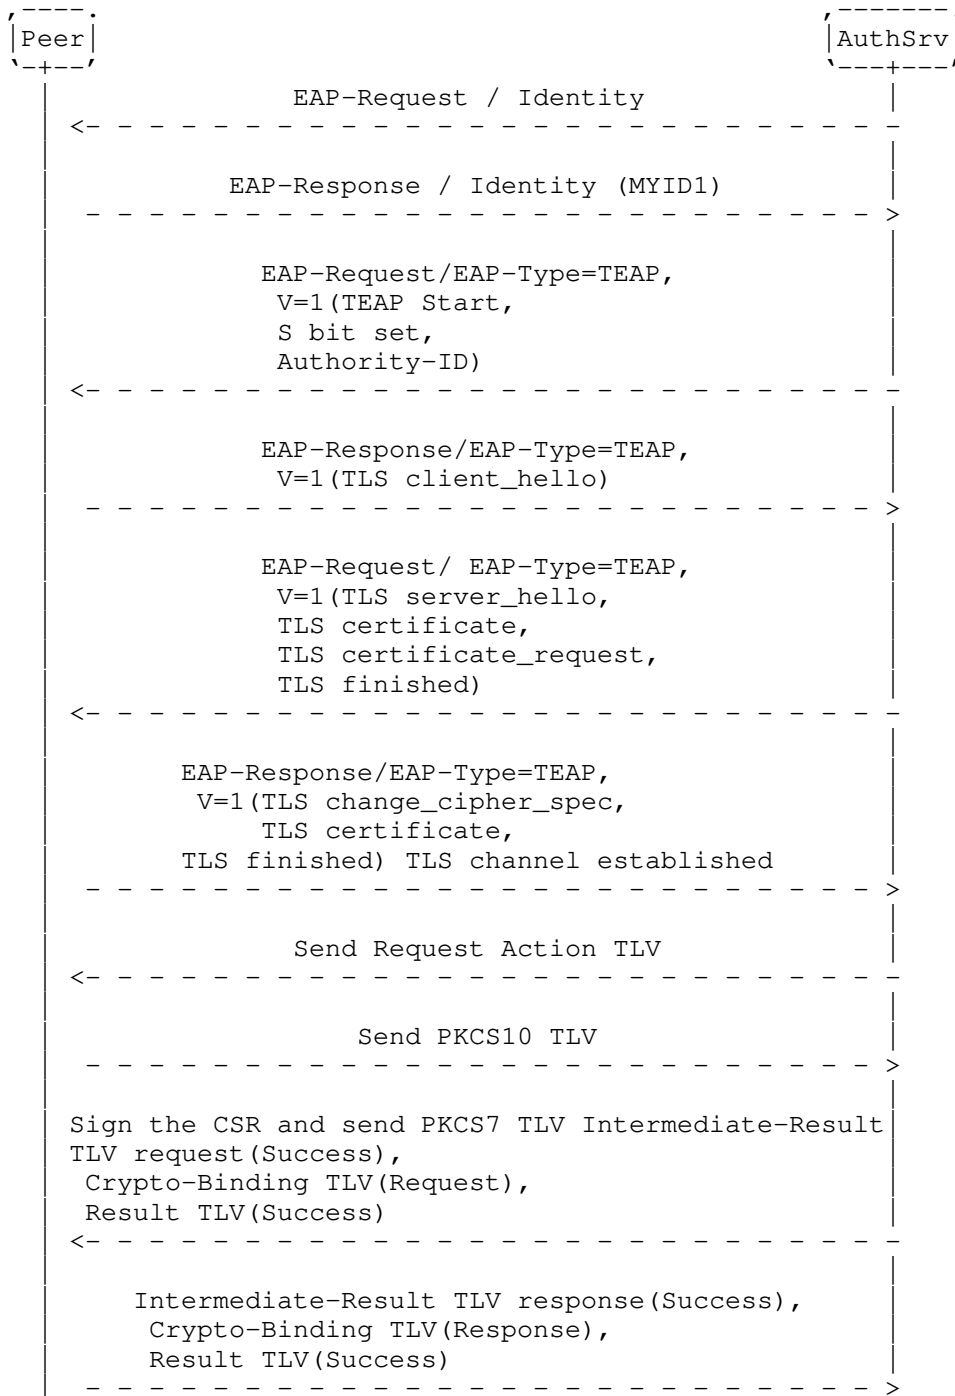 ,----. ,-------.
|Peer| |AuthSrv|
`-+--' `---+---'
| EAP-Request / Identity |
| <- - - - - - - - - - - - - - - - - - - - - - - - - -
| |
| EAP-Response / Identity (MYID1) |
| - - - - - - - - - - - - - - - - - - - - - - - - - >
| |
| EAP-Request/EAP-Type=TEAP, |
| V=1(TEAP Start, |
| S bit set, |
| Authority-ID) |
| <- - - - - - - - - - - - - - - - - - - - - - - - - -
| |
| EAP-Response/EAP-Type=TEAP, |
| V=1(TLS client_hello) |
| - - - - - - - - - - - - - - - - - - - - - - - - - >
| |
| EAP-Request/ EAP-Type=TEAP, |
| V=1(TLS server_hello, |
| TLS certificate, |
| TLS certificate_request, |
| TLS finished) |
| <- - - - - - - - - - - - - - - - - - - - - - - - - -
| |
| EAP-Response/EAP-Type=TEAP, |
| V=1(TLS change_cipher_spec, |
| TLS certificate, |
| TLS finished) TLS channel established |
| - - - - - - - - - - - - - - - - - - - - - - - - - >
| |
| Send Request Action TLV |
| <- - - - - - - - - - - - - - - - - - - - - - - - - -
| |
| Send PKCS10 TLV |
| - - - - - - - - - - - - - - - - - - - - - - - - - >
| |
| Sign the CSR and send PKCS7 TLV Intermediate-Result|
| TLV request(Success), |
| Crypto-Binding TLV(Request), |
| Result TLV(Success) |
| <- - - - - - - - - - - - - - - - - - - - - - - - - -
| |
| Intermediate-Result TLV response(Success), |
| Crypto-Binding TLV(Response), |
| Result TLV(Success) |
| - - - - - - - - - - - - - - - - - - - - - - - - - >